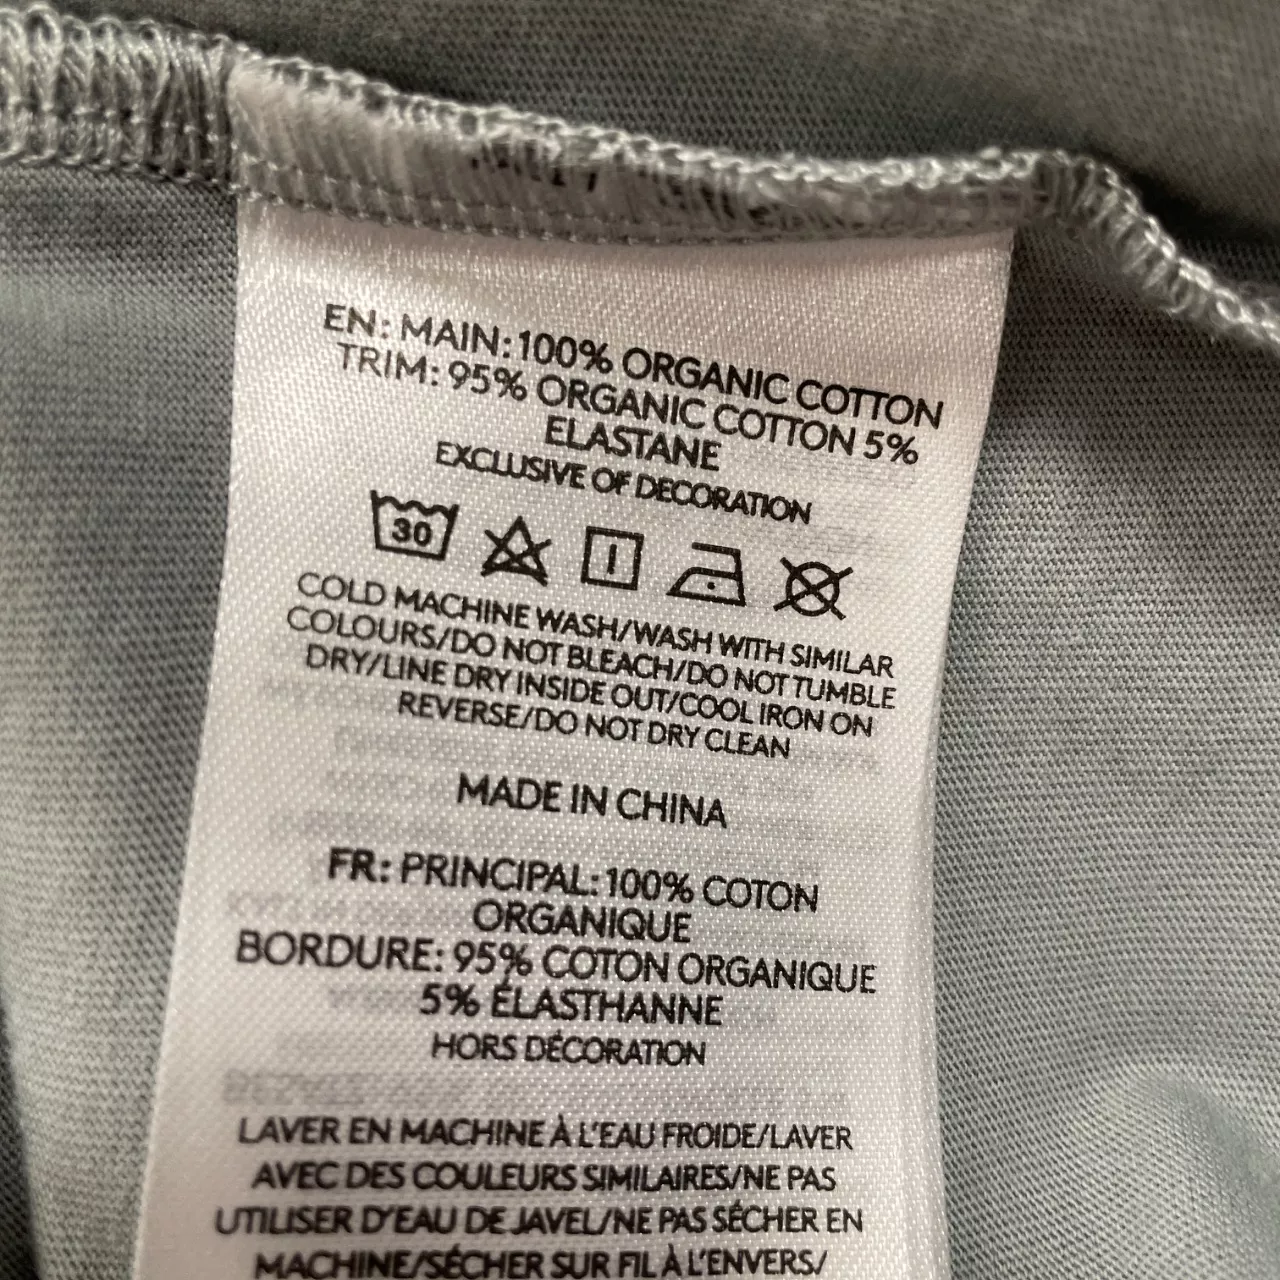 EN: MAIN: 100% ORGANIC COTTON
TRIM: 95% ORGANIC COTTON 5%
ELASTANE
EXCLUSIVE OF DECORATION
30
COLD MACHINE WASH/WASH WITH SIMILAR
COLOURS/DO NOT BLEACH/DO NOT TUMBLE
DRY/LINE DRY INSIDE OUT/COOL IRON ON
REVERSE/DO NOT DRY CLEAN
MADE IN CHINA
FR: PRINCIPAL: 100% COTON
ORGANIQUE
BORDURE: 95% COTON ORGANIQUE
5% ÉLASTHANNE
HORS DÉCORATION
LAVER EN MACHINE À L'EAU FROIDE/LAVER
AVEC DES COULEURS SIMILAIRES/NE PAS
UTILISER D'EAU DE JAVEL/NE PAS SÉCHER EN
MACHINE/SÉCHER SUR FIL À L'ENVERS/